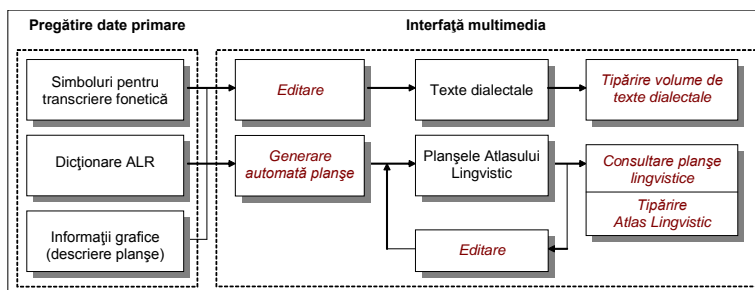 Pregătire date primare
Interfaţă multimedia
Simboluri pentru
transcriere fonetică
Editare
Texte dialectale
Tipărire volume de
texte dialectale
Dicţionare ALR
Generare
automată planşe
Planşele Atlasului
Lingvistic
Consultare planşe
lingvistice
Tipărire
Atlas Lingvistic
Informaţii grafice
(descriere planşe)
Editare